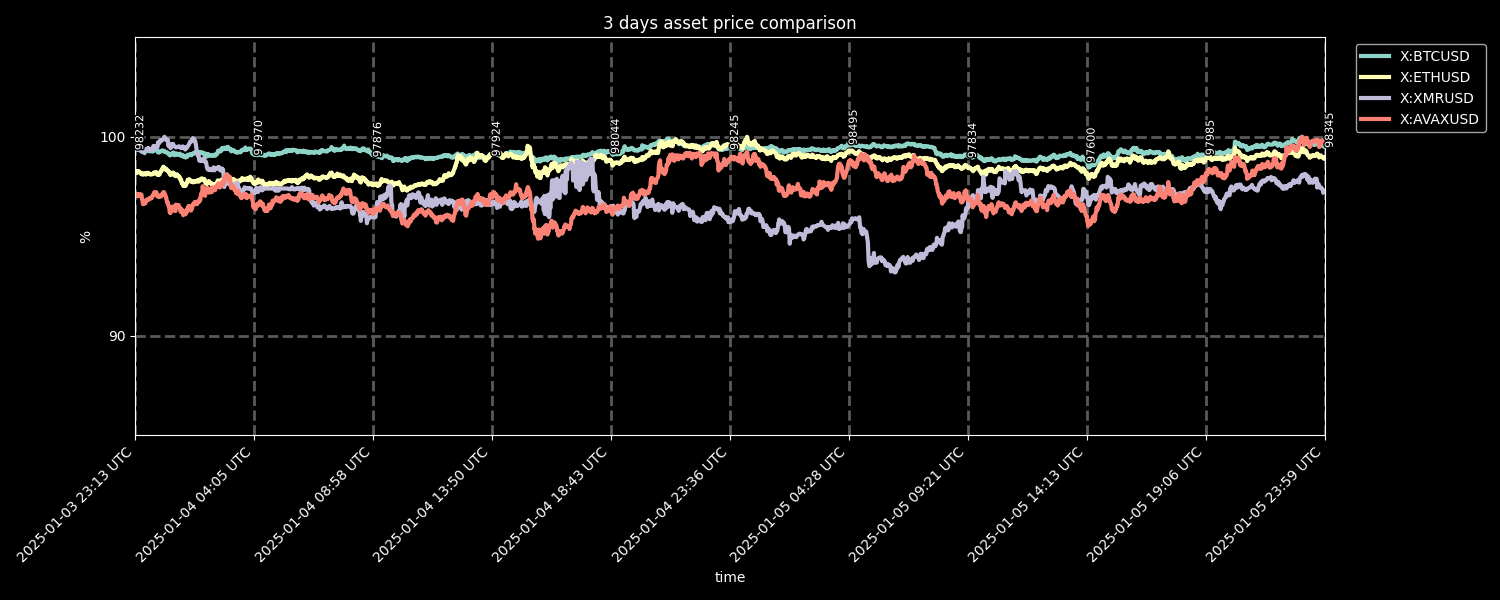 3 days asset price comparison
X:BTCUSD
X:ETHUSD
X:XMRUSD
X:AVAXUSD
98232
97970
97876
97924
98044
98245
98495
97834
97600
97985
98345
100
90
%
2025-01-03 23:13 UTC
2025-01-04 04:05 UTC
2025-01-04 08:58 UTC
2025-01-04 13:50 UTC
2025-01-04 18:43 UTC
2025-01-04 23:36 UTC
2025-01-05 04:28 UTC
2025-01-05 09:21 UTC
2025-01-05 14:13 UTC
2025-01-05 19:06 UTC
2025-01-05 23:59 UTC
time